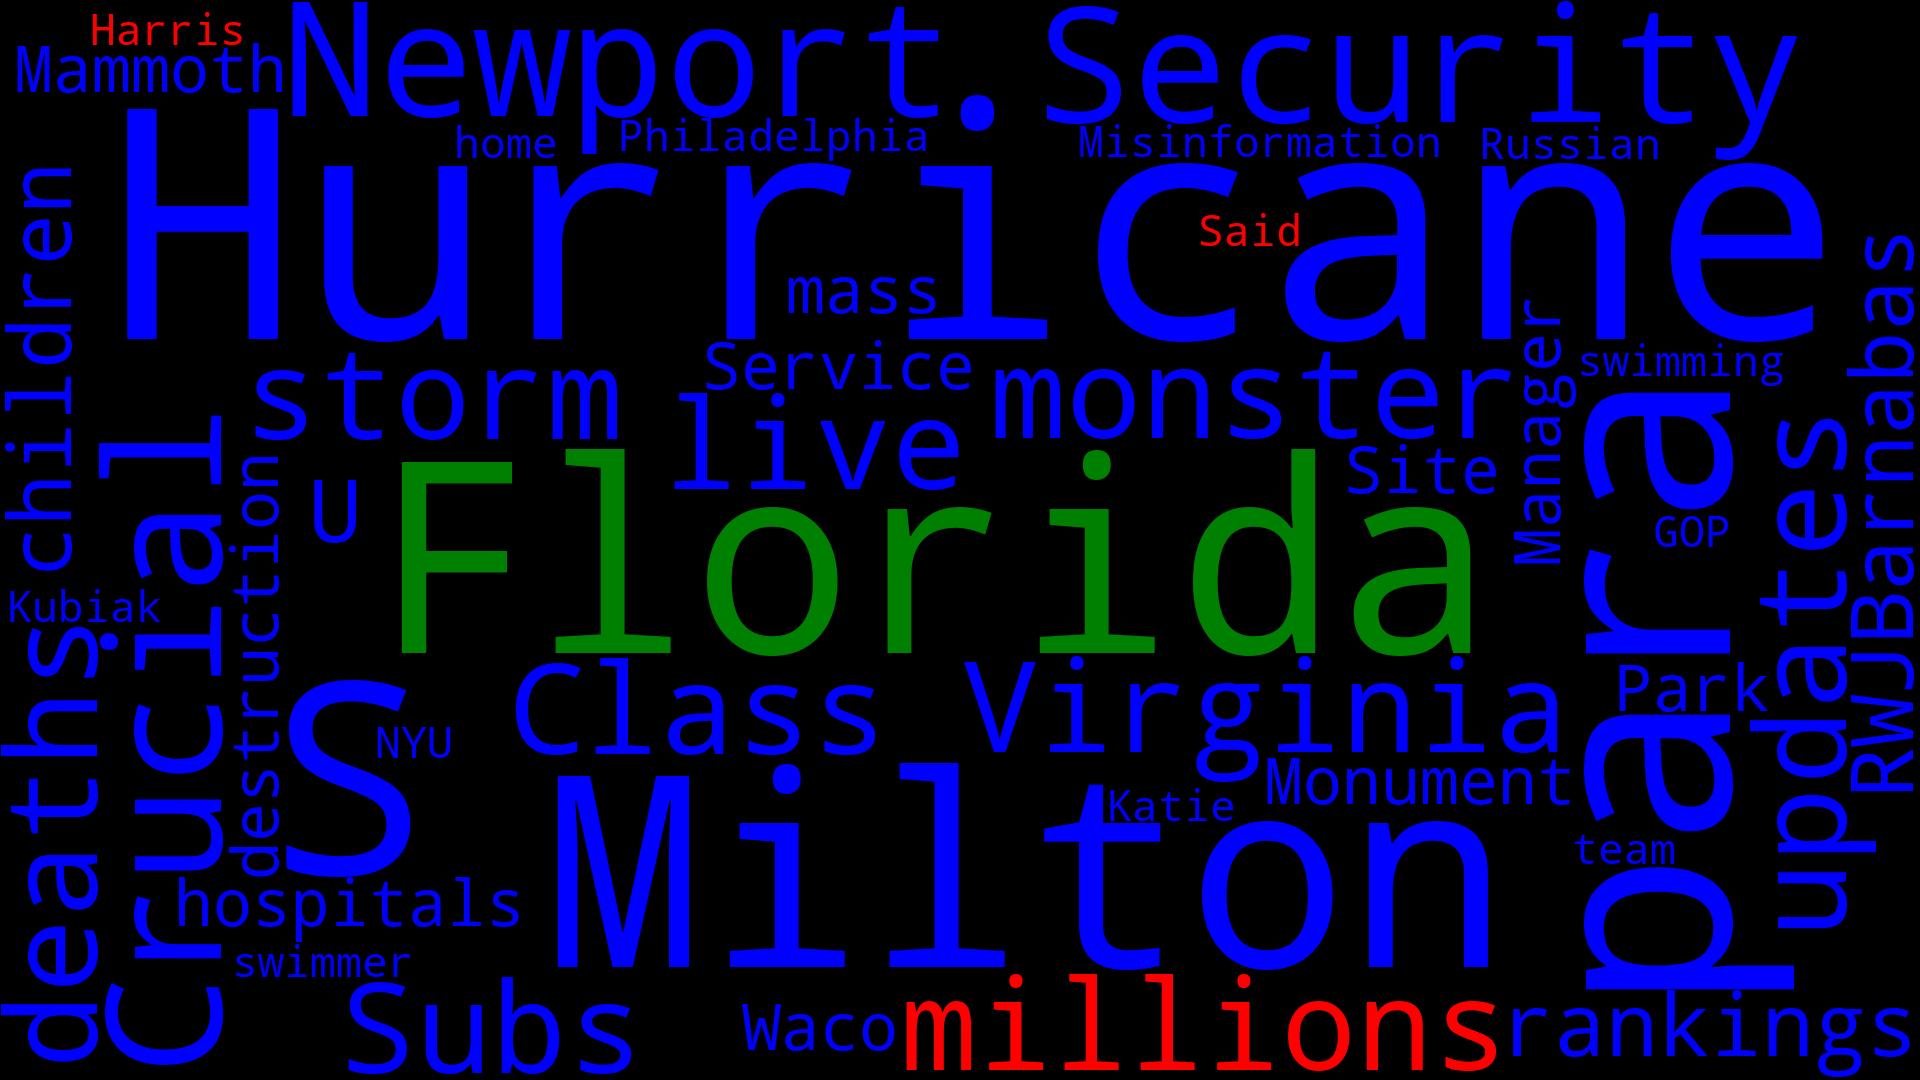 Harris
Mammoth
Newport
Security
home
Philadelphia
Misinformation
Russian
Hurricane
Said
mass
children
RWJBarnabas
Manager
storm
Service
monster
swimming
live
Crucial
para
updates
destruction
U
Florida
Site
GOP
Kubiak
deaths
S
NYU
Class
Virginia
Park
Monument
Milton
Katie
team
hospitals
swimmer
Subs
Waco
millions
rankings